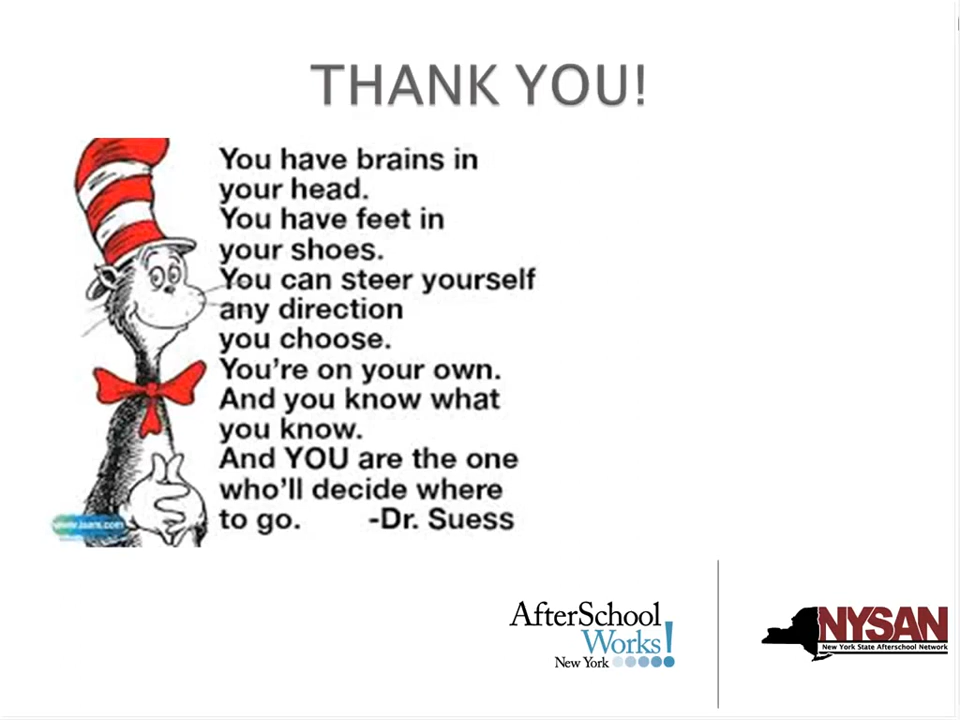 THANK YOU!
You have brains in
your head.
You have feet in
your shoes.
You can steer yourself
any direction
you choose.
You're on your own.
And you know what
you know.
And YOU are the one
who'll decide where
to go. -Dr. Suess
AfterSchool
Works!
New York
NYSAN
New York State Afterschool Network